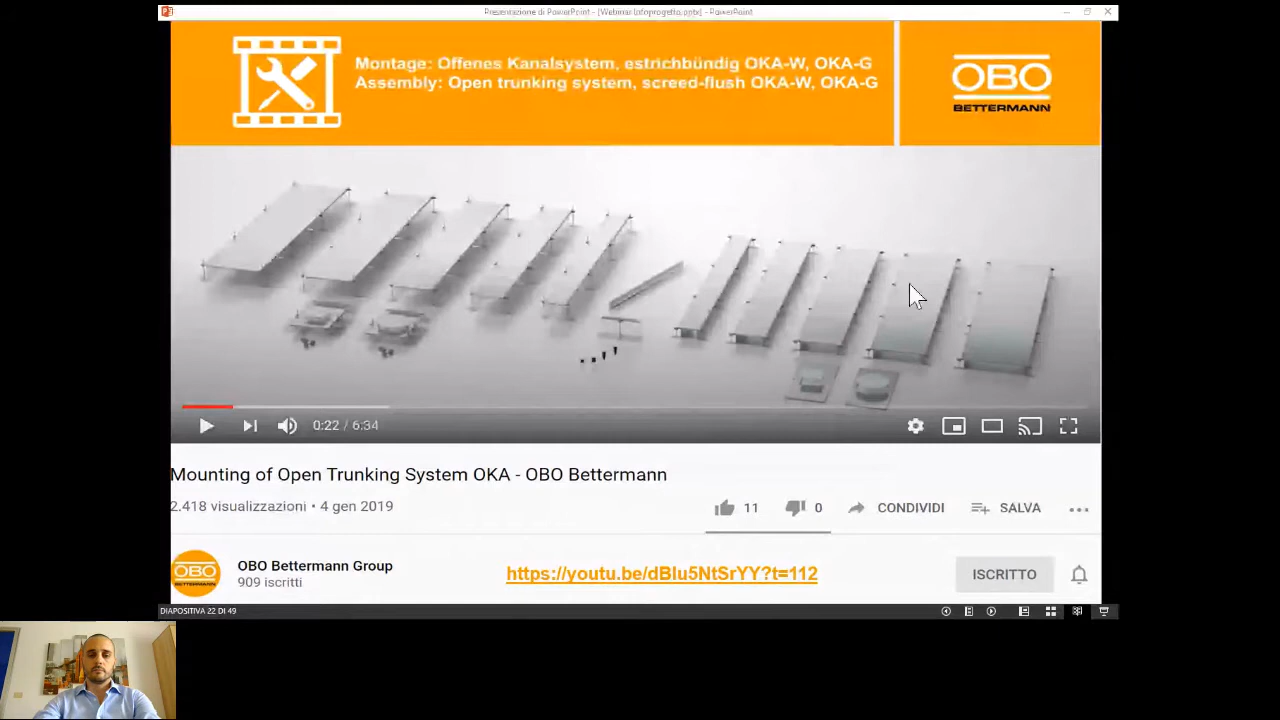 Presentazione di PowerPoint - [Webinar Infoprogetto.pptx] - PowerPoint
Montage: Offenes Kanalsystem, estrichbündig OKA-W, OKA-G
Assembly: Open trunking system, screed-flush OKA-W, OKA-G
OBO
BETTERMANN
0:22 / 6:34
Mounting of Open Trunking System OKA - OBO Bettermann
2.418 visualizzazioni • 4 gen 2019
11
0
CONDIVIDI
SALVA
OBO
BETTERMANN
OBO Bettermann Group
909 iscritti
https://youtu.be/dBIu5NtSrYY?t=112
ISCRITTO
DIAPOSITIVA 22 DI 49